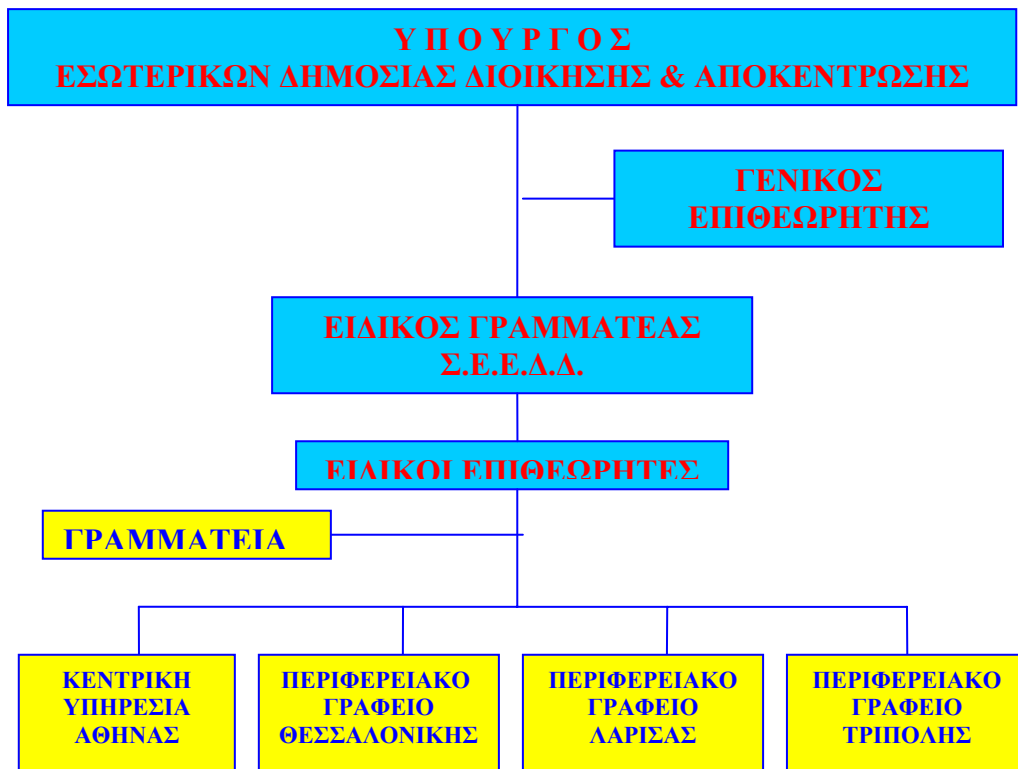 Υ Π Ο Υ Ρ Γ Ο Σ
ΕΣΩΤΕΡΙΚΩΝ ΔΗΜΟΣΙΑΣ ΔΙΟΙΚΗΣΗΣ & ΑΠΟΚΕΝΤΡΩΣΗΣ
ΓΕΝΙΚΟΣ
ΕΠΙΘΕΩΡΗΤΗΣ
ΕΙΔΙΚΟΣ ΓΡΑΜΜΑΤΕΑΣ
Σ.Ε.Ε.Δ.Δ.
ΕΙΔΙΚΟΙ ΕΠΙΘΕΩΡΗΤΕΣ
ΓΡΑΜΜΑΤΕΙΑ
ΚΕΝΤΡΙΚΗ
ΥΠΗΡΕΣΙΑ
ΑΘΗΝΑΣ
ΠΕΡΙΦΕΡΕΙΑΚΟ
ΓΡΑΦΕΙΟ
ΘΕΣΣΑΛΟΝΙΚΗΣ
ΠΕΡΙΦΕΡΕΙΑΚΟ
ΓΡΑΦΕΙΟ
ΛΑΡΙΣΑΣ
ΠΕΡΙΦΕΡΕΙΑΚΟ
ΓΡΑΦΕΙΟ
ΤΡΙΠΟΛΗΣ